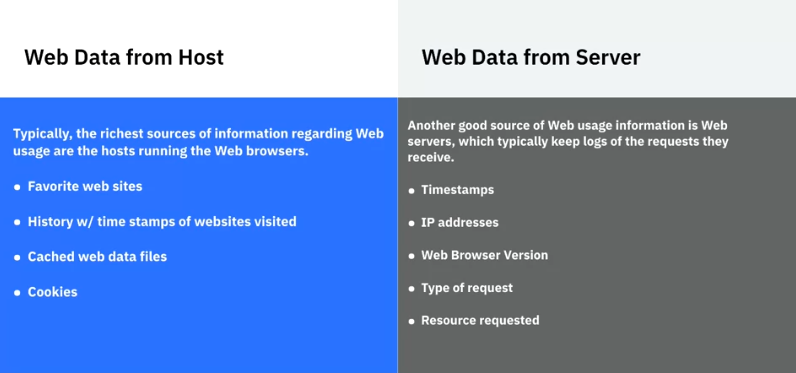 Web Data from Host
Typically, the richest sources of information regarding Web
usage are the hosts running the Web browsers.
● Favorite web sites
● History w/ time stamps of websites visited
● Cached web data files
● Cookies
Web Data from Server
Another good source of Web usage information is Web
servers, which typically keep logs of the requests they
receive.
● Timestamps
● IP addresses
● Web Browser Version
● Type of request
● Resource requested